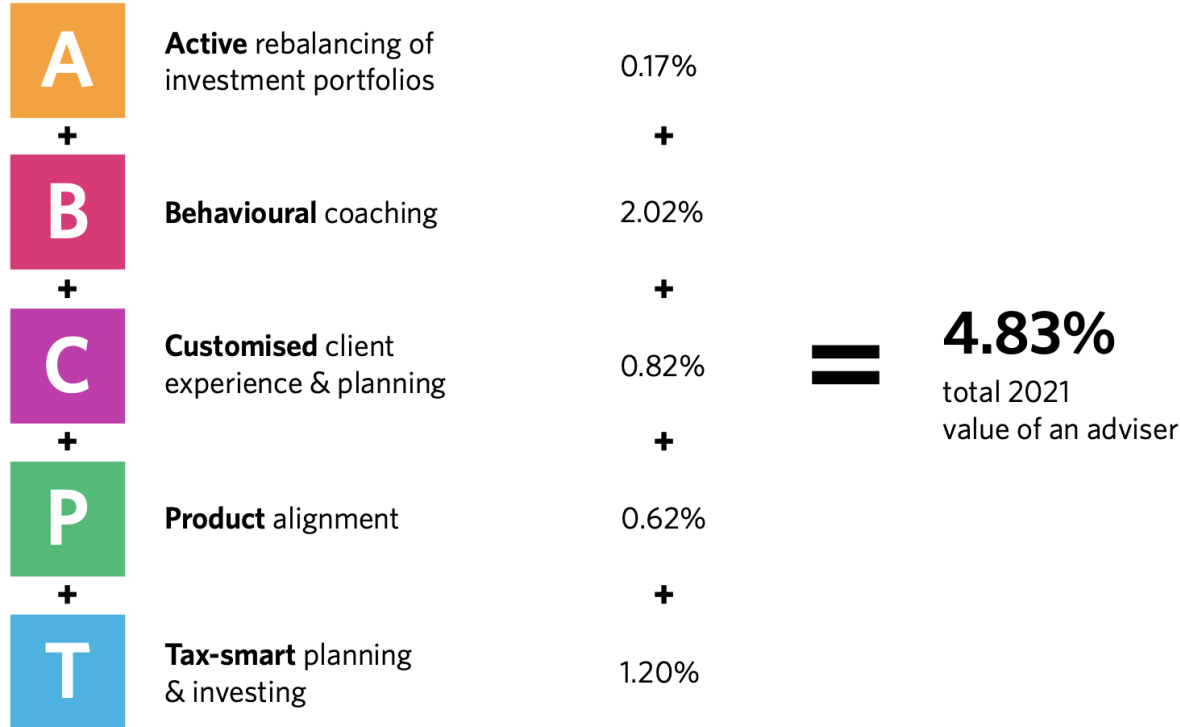 A
Active rebalancing of
investment portfolios
0.17%
+
+
B
Behavioural coaching
2.02%
+
+
C
Customised client
experience & planning
0.82%
=
4.83%
total 2021
value of an adviser
+
+
P
Product alignment
0.62%
+
+
T
Tax-smart planning
& investing
1.20%